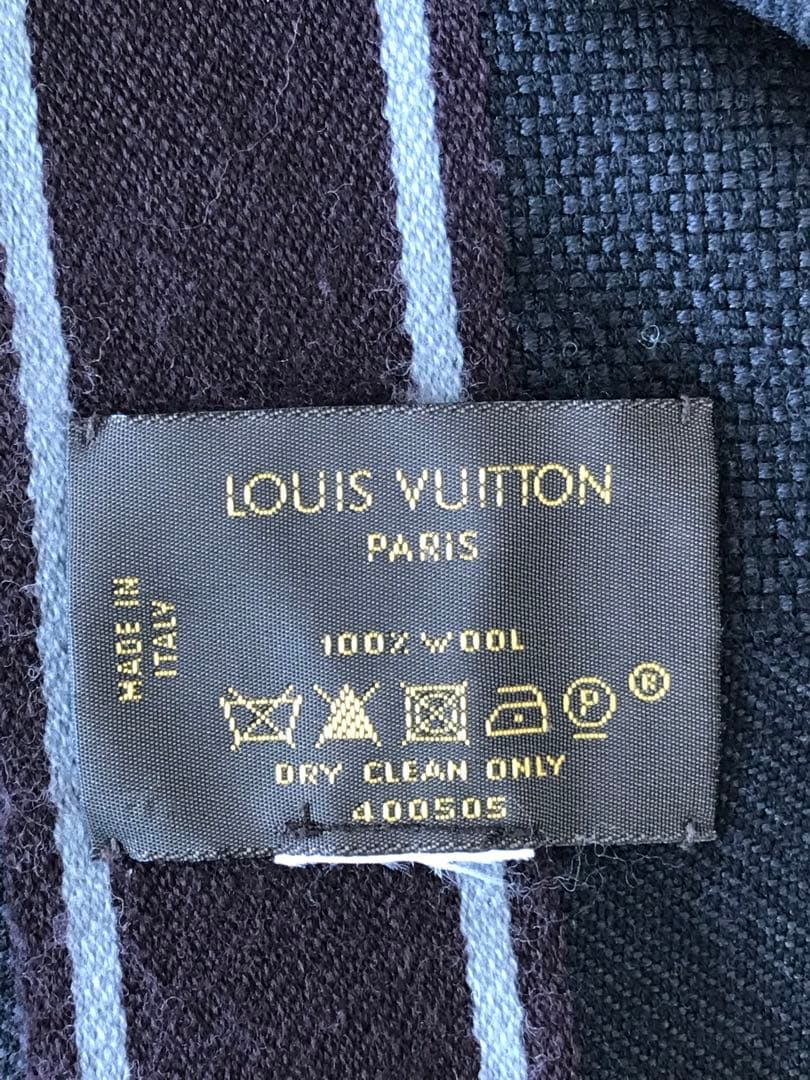 LOUIS VUITTON
PARIS
MADE IN
ITALY
100% WOOL
P ®
DRY CLEAN ONLY
400505